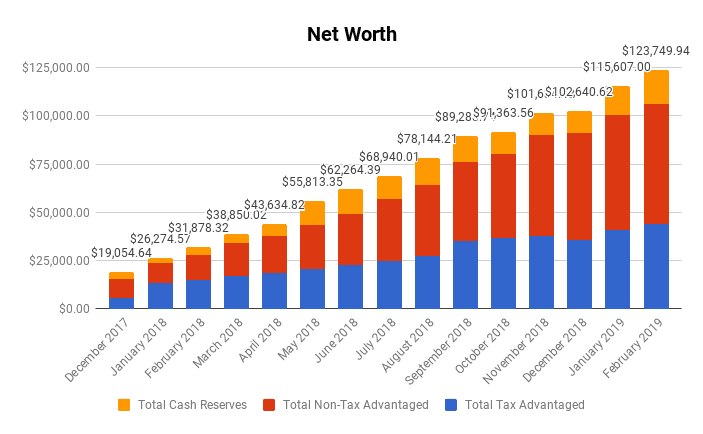 Net Worth
$125,000.00
$100,000.00
$75,000.00
$50,000.00
$25,000.00
$0.00
$19,054.64
$26,274.57
$31,878.32
$38,850.02
$43,634.82
$55,813.35
$62,264.39
$68,940.01
$78,144.21
$91,363.56
$102,640.62
$115,607.00
$123,749.94
December 2017
January 2018
February 2018
March 2018
April 2018
May 2018
June 2018
July 2018
August 2018
September 2018
October 2018
November 2018
December 2018
January 2019
February 2019
Total Cash Reserves
Total Non-Tax Advantaged
Total Tax Advantaged